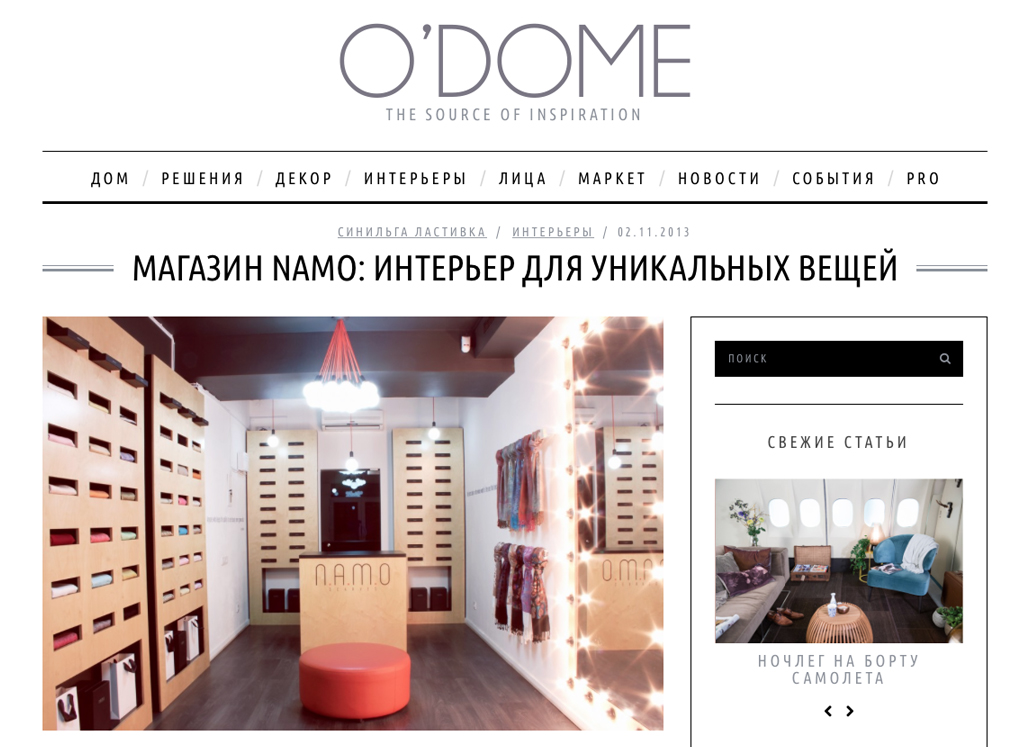 O'DOME
THE SOURCE OF INSPIRATION
ДОМ / РЕШЕНИЯ / ДЕКОР / ИНТЕРЬЕРЫ / ЛИЦА / МАРКЕТ / НОВОСТИ / СОБЫТИЯ / PRO
СИНИЛЬГА ЛАСТИВКА / ИНТЕРЬЕРЫ / 02.11.2013
МАГАЗИН NAMO: ИНТЕРЬЕР ДЛЯ УНИКАЛЬНЫХ ВЕЩЕЙ
ПОИСК
СВЕЖИЕ СТАТЬИ
N.A.M.O
НОЧЛЕГ НА БОРТУ
САМОЛЕТА